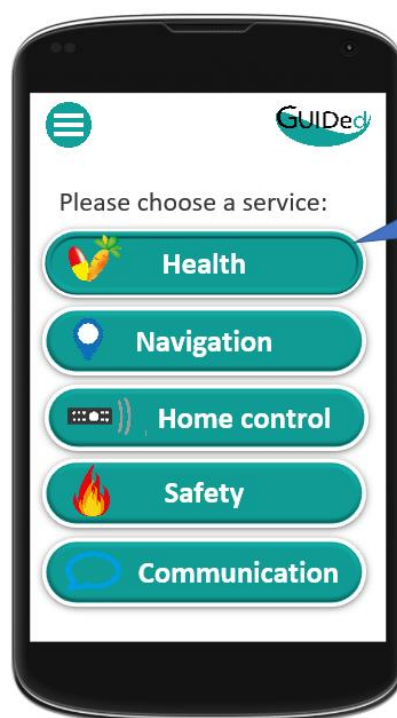 GUIDed
Please choose a service:
Health
Navigation
Home control
Safety
Communication